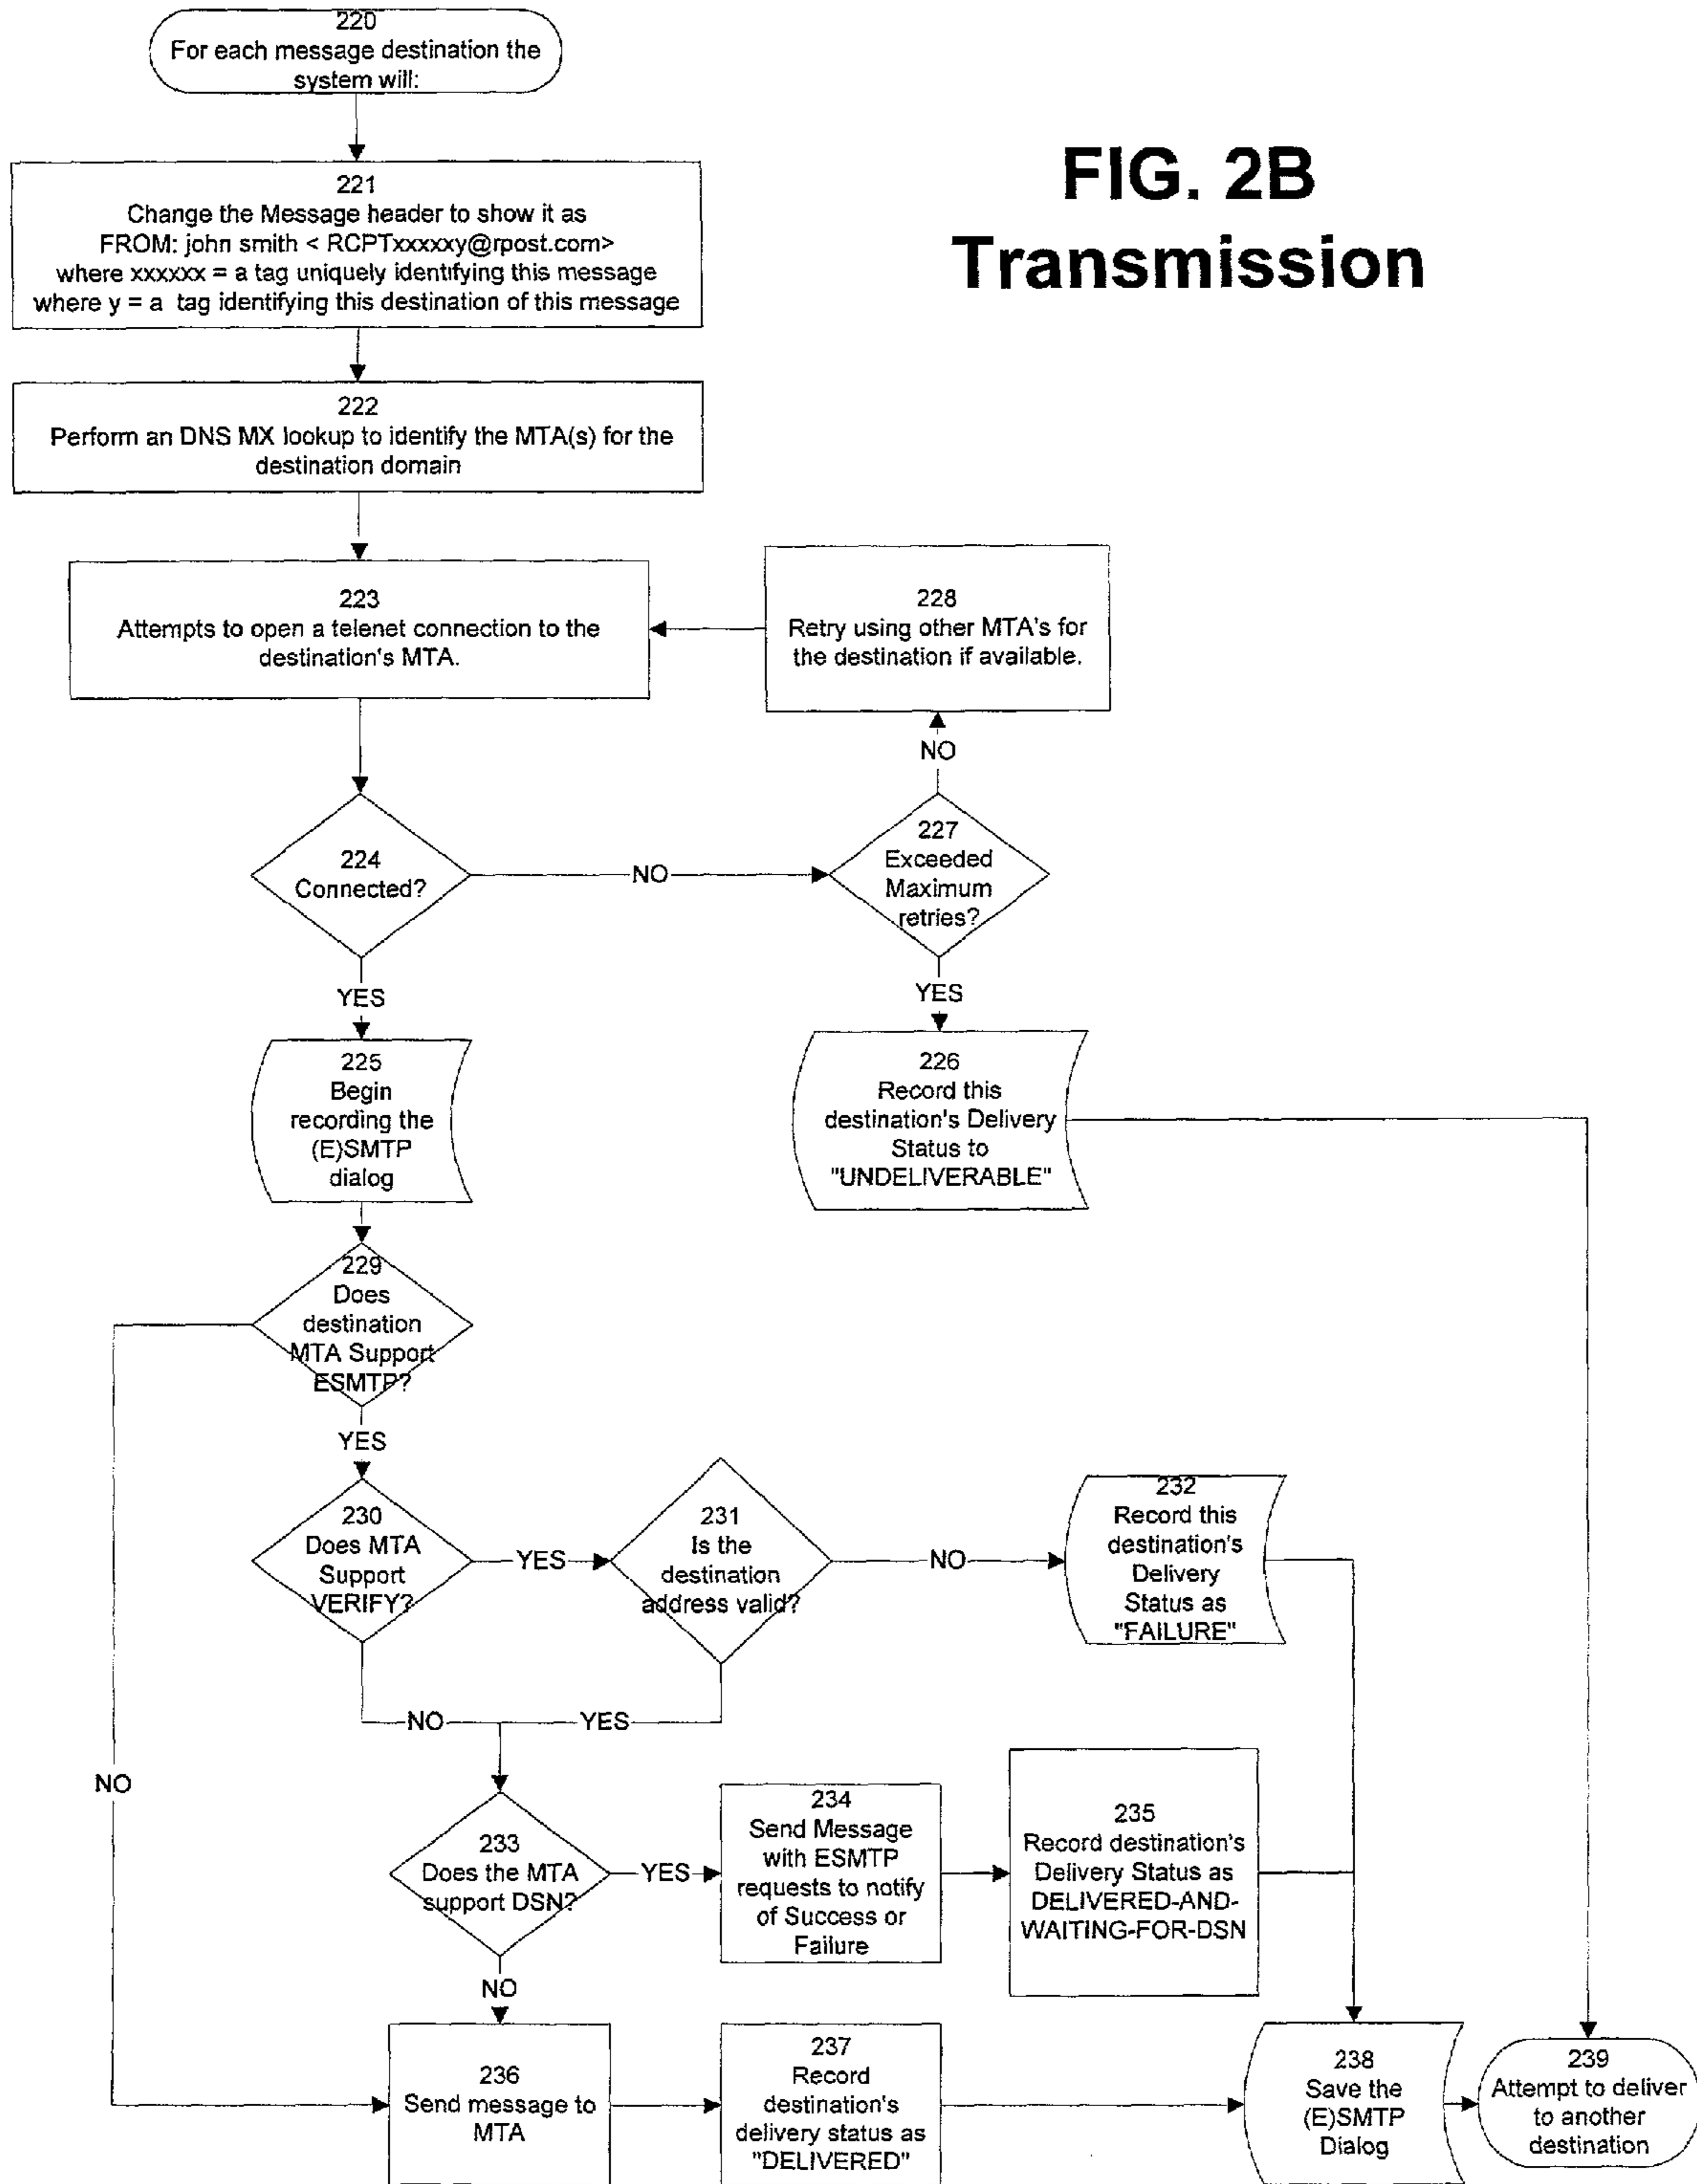 220
For each message destination the
system will:
FIG. 2B
Transmission
221
Change the Message header to show it as
FROM: john smith < RCPTxxxxxy@rpost.com>
where xxxxxx = a tag uniquely identifying this message
where y = a tag identifying this destination of this message
222
Perform an DNS MX lookup to identify the MTA(s) for the
destination domain
223
Attempts to open a telenet connection to the
destination's MTA.
228
Retry using other MTA's for
the destination if available.
NO
224
Connected?
NO
227
Exceeded
Maximum
retries?
YES
YES
225
Begin
recording the
(E)SMTP
dialog
226
Record this
destination's Delivery
Status to
"UNDELIVERABLE"
229
Does
destination
MTA Support
ESMTP?
YES
230
Does MTA
Support
VERIFY?
YES
231
Is the
destination
address valid?
NO
232
Record this
destination's
Delivery
Status as
"FAILURE"
NO
YES
NO
233
Does the MTA
support DSN?
YES
234
Send Message
with ESMTP
requests to notify
of Success or
Failure
235
Record destination's
Delivery Status as
DELIVERED-AND-
WAITING-FOR-DSN
NO
236
Send message to
MTA
237
Record
destination's
delivery status as
"DELIVERED"
238
Save the
(E)SMTP
Dialog
239
Attempt to deliver
to another
destination